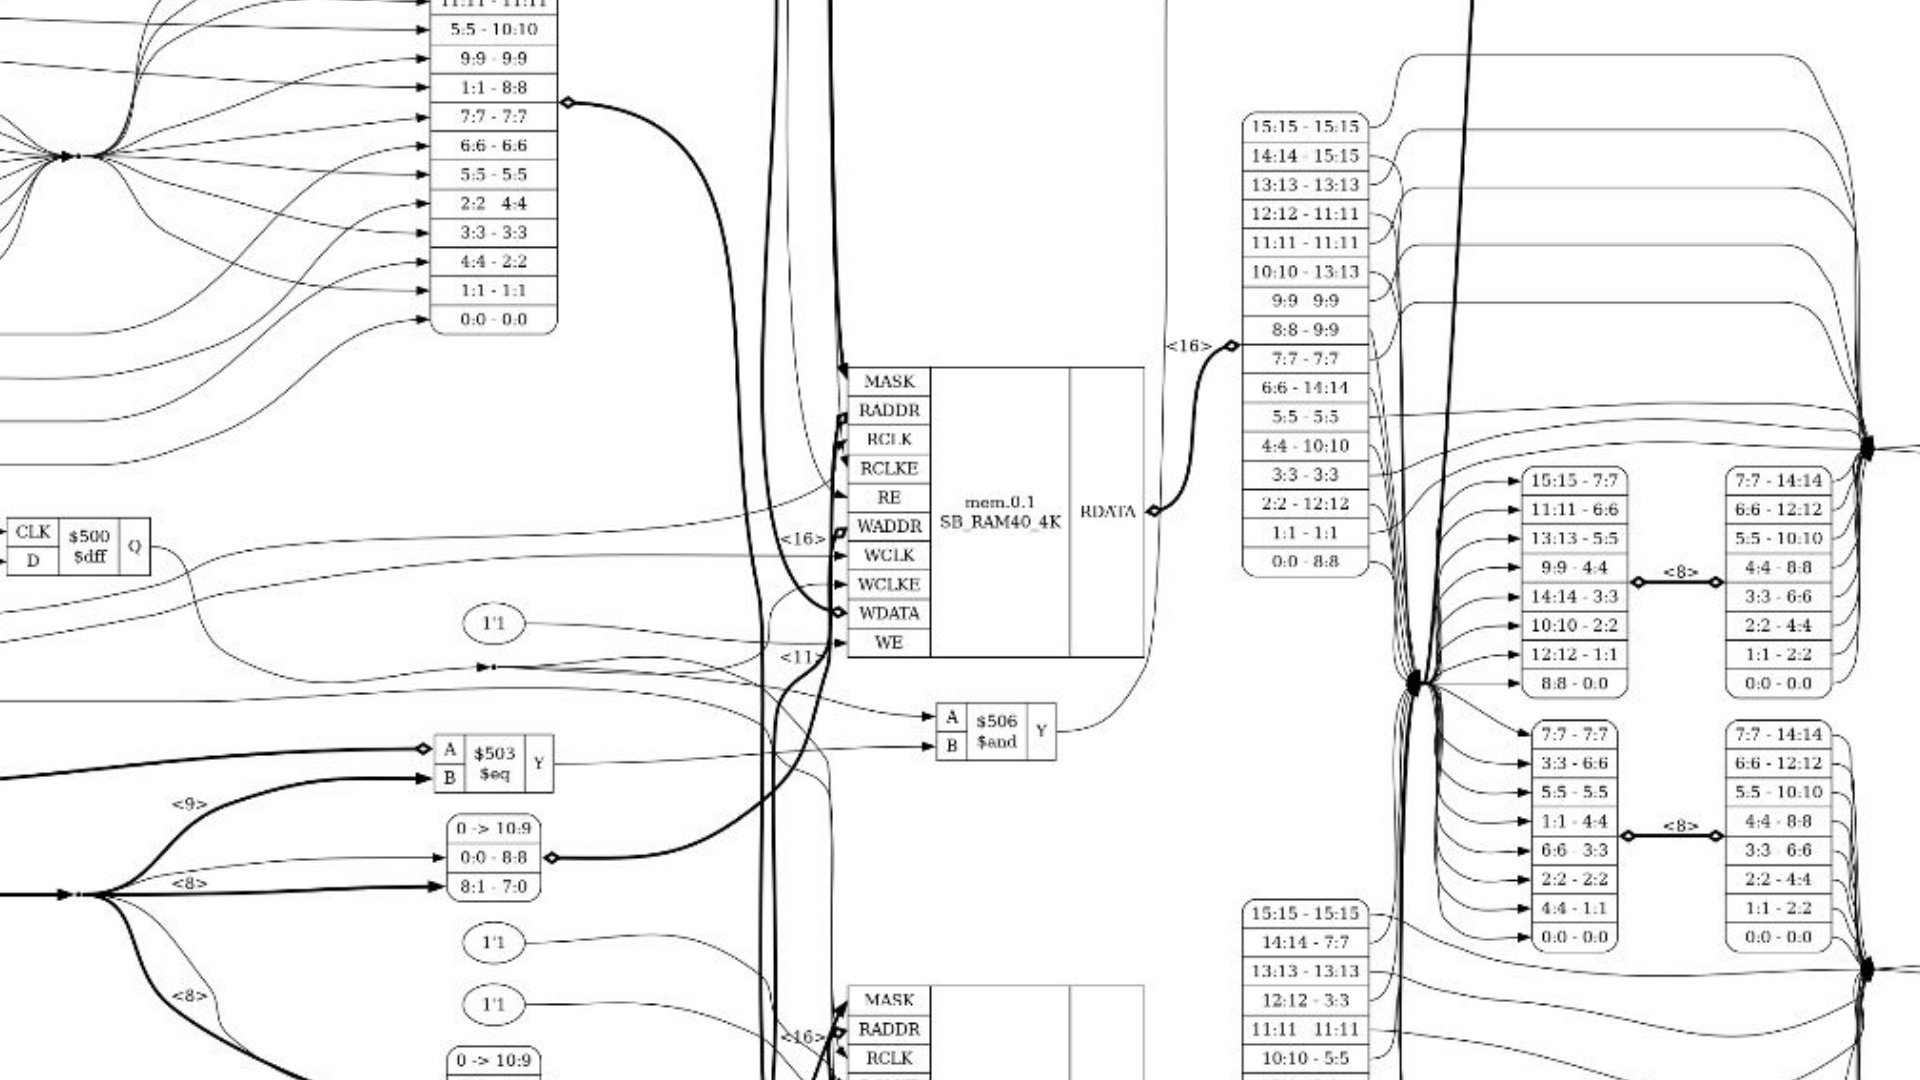 11:11 - 11:11
5:5 - 10:10
9:9 - 9:9
1:1 - 8:8
7:7 - 7:7
6:6 - 6:6
5:5 - 5:5
2:2 4:4
3:3 - 3:3
4:4 - 2:2
1:1 - 1:1
0:0 - 0:0
CLK
D
$500
$dff
Q
1'1
A
B
$503
$eq
Y
<9>
<8>
0 -> 10:9
0:0 - 8:8
8:1 - 7:0
1'1
1'1
<8>
0 -> 10:9
<16>
<11>
MASK
RADDR
RCLK
RCLKE
RE
WADDR
WCLK
WCLKE
WDATA
WE
mem.0.1
SB_RAM40_4K
RDATA
A
B
$506
$and
Y
<16>
MASK
RADDR
RCLK
<16>
15:15 - 15:15
14:14 - 15:15
13:13 - 13:13
12:12 - 11:11
11:11 - 11:11
10:10 - 13:13
9:9 9:9
8:8 - 9:9
7:7 - 7:7
6:6 - 14:14
5:5 - 5:5
4:4 - 10:10
3:3 - 3:3
2:2 - 12:12
1:1 - 1:1
0:0 - 8:8
15:15 - 7:7
11:11 - 6:6
13:13 - 5:5
9:9 - 4:4
14:14 - 3:3
10:10 - 2:2
12:12 - 1:1
8:8 - 0:0
<8>
7:7 - 14:14
6:6 - 12:12
5:5 - 10:10
4:4 - 8:8
3:3 - 6:6
2:2 - 4:4
1:1 - 2:2
0:0 - 0:0
7:7 - 7:7
3:3 - 6:6
5:5 - 5:5
1:1 - 4:4
6:6 - 3:3
2:2 - 2:2
4:4 - 1:1
0:0 - 0:0
<8>
7:7 - 14:14
6:6 - 12:12
5:5 - 10:10
4:4 - 8:8
3:3 - 6:6
2:2 - 4:4
1:1 - 2:2
0:0 - 0:0
15:15 - 15:15
14:14 - 7:7
13:13 - 13:13
12:12 - 3:3
11:11 11:11
10:10 - 5:5